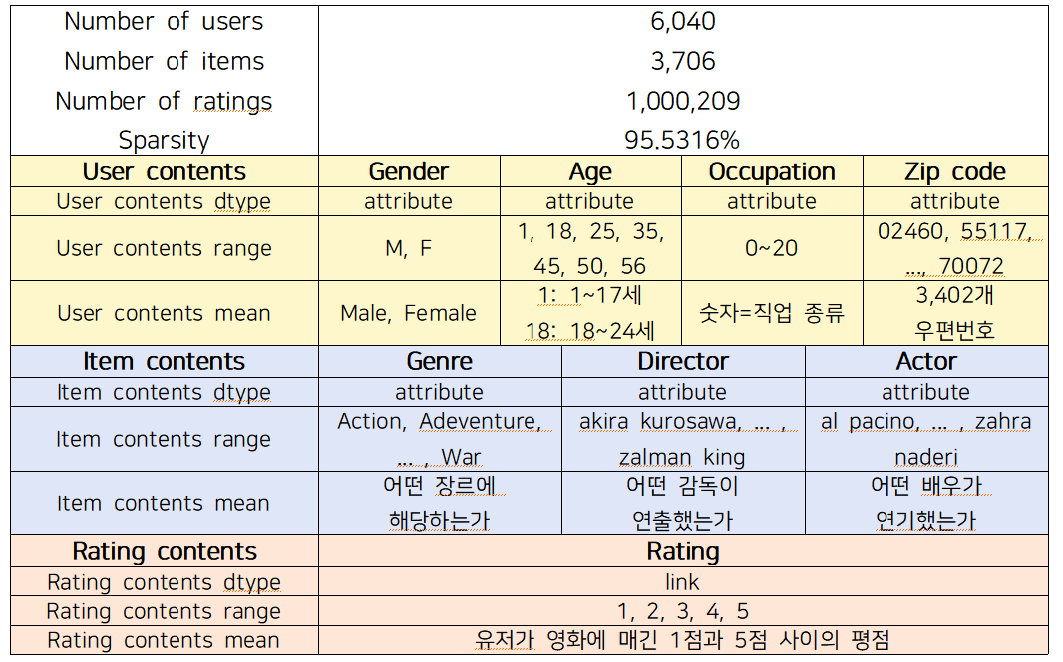 Number of users 6,040
Number of items 3,706
Number of ratings 1,000,209
Sparsity 95.5316%
User contents Gender Age Occupation Zip code
User contents dtype attribute attribute attribute attribute
User contents range M, F 1, 18, 25, 35, 45, 50, 56 0~20 02460, 55117, ..., 70072
User contents mean Male, Female 1: 1~17세 18: 18~24세 숫자=직업 종류 3,402개 우편번호
Item contents Genre Director Actor
Item contents dtype attribute attribute attribute
Item contents range Action, Adeventure, ... , War akira kurosawa, ... , zalman king al pacino, ... , zahra naderi
Item contents mean 어떤 장르에 해당하는가 어떤 감독이 연출했는가 어떤 배우가 연기했는가
Rating contents Rating
Rating contents dtype link
Rating contents range 1, 2, 3, 4, 5
Rating contents mean 유저가 영화에 매긴 1점과 5점 사이의 평점